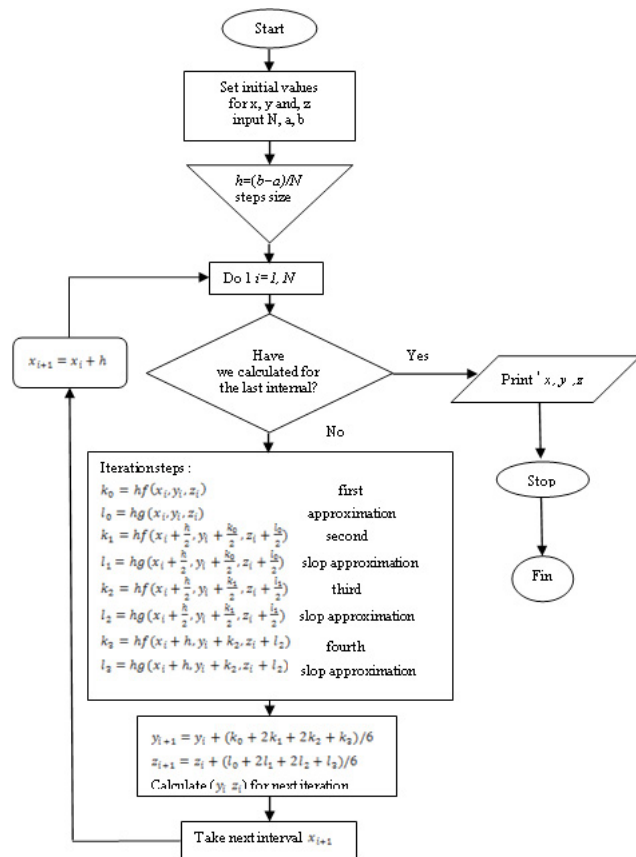 Start
Set initial values
for x, y and, z
input N, a, b
h=(b−a)/N
steps size
Do 1 i=1, N
x_{i+1} = x_i + h
Have
we calculated for
the last internal?
Yes
Print ' x, y ,z
No
Stop
Fin
Iteration steps :
k_0 = hf(x_i, y_i, z_i) first
l_0 = hg(x_i, y_i, z_i) approximation
k_1 = hf(x_i + h/2, y_i + k_0/2, z_i + l_0/2) second
l_1 = hg(x_i + h/2, y_i + k_0/2, z_i + l_0/2) slop approximation
k_2 = hf(x_i + h/2, y_i + k_1/2, z_i + l_1/2) third
l_2 = hg(x_i + h/2, y_i + k_1/2, z_i + l_1/2) slop approximation
k_3 = hf(x_i + h, y_i + k_2, z_i + l_2) fourth
l_3 = hg(x_i + h, y_i + k_2, z_i + l_2) slop approximation
y_{i+1} = y_i + (k_0 + 2k_1 + 2k_2 + k_3)/6
z_{i+1} = z_i + (l_0 + 2l_1 + 2l_2 + l_3)/6
Calculate (y_i z_i) for next iteration
Take next interval x_{i+1}